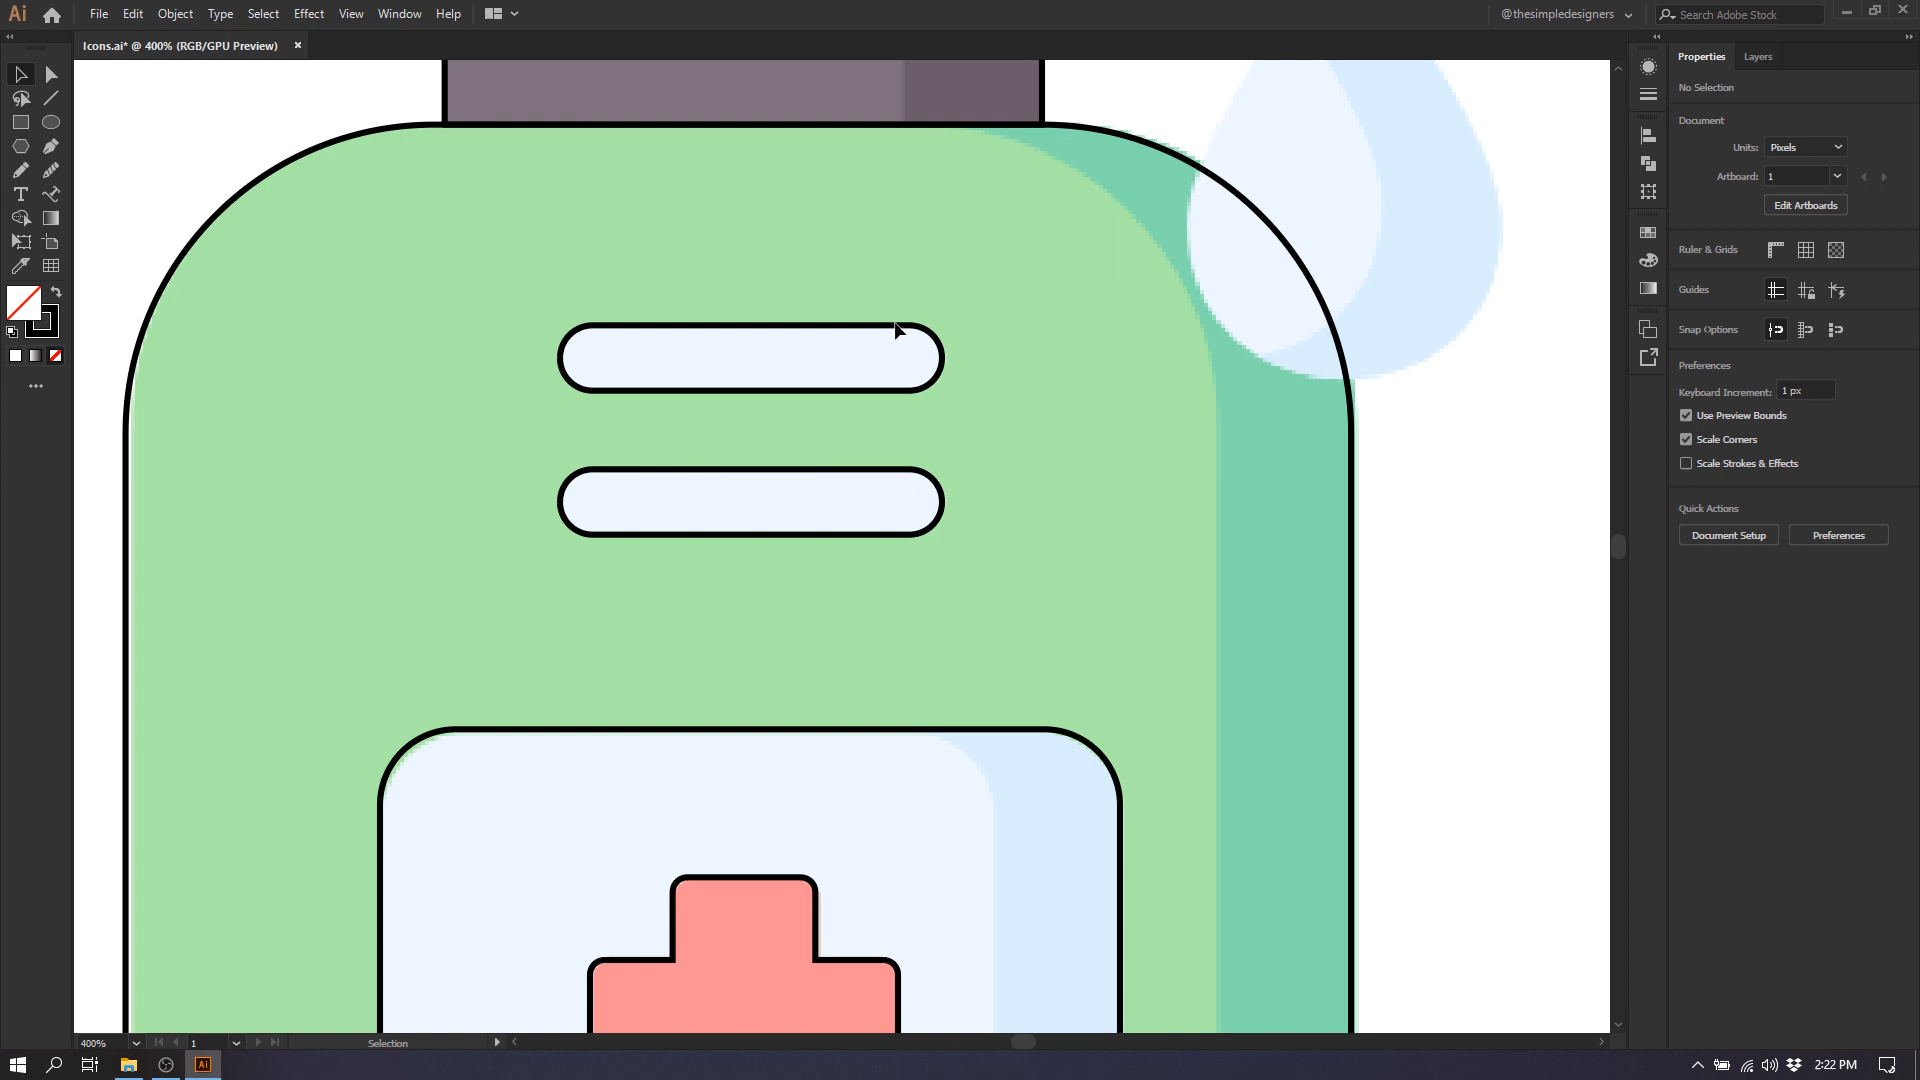 Ai File Edit Object Type Select Effect View Window Help @thesimpledesigners Search Adobe Stock
Icons.ai* @ 400% (RGB/GPU Preview) ×
Properties Layers
No Selection
Document
Units: Pixels
Artboard: 1
Edit Artboards
Ruler & Grids
Guides
Snap Options
Preferences
Keyboard Increment: 1 px
Use Preview Bounds
Scale Corners
Scale Strokes & Effects
Quick Actions
Document Setup Preferences
400% 1 Selection
Ai 2:22 PM